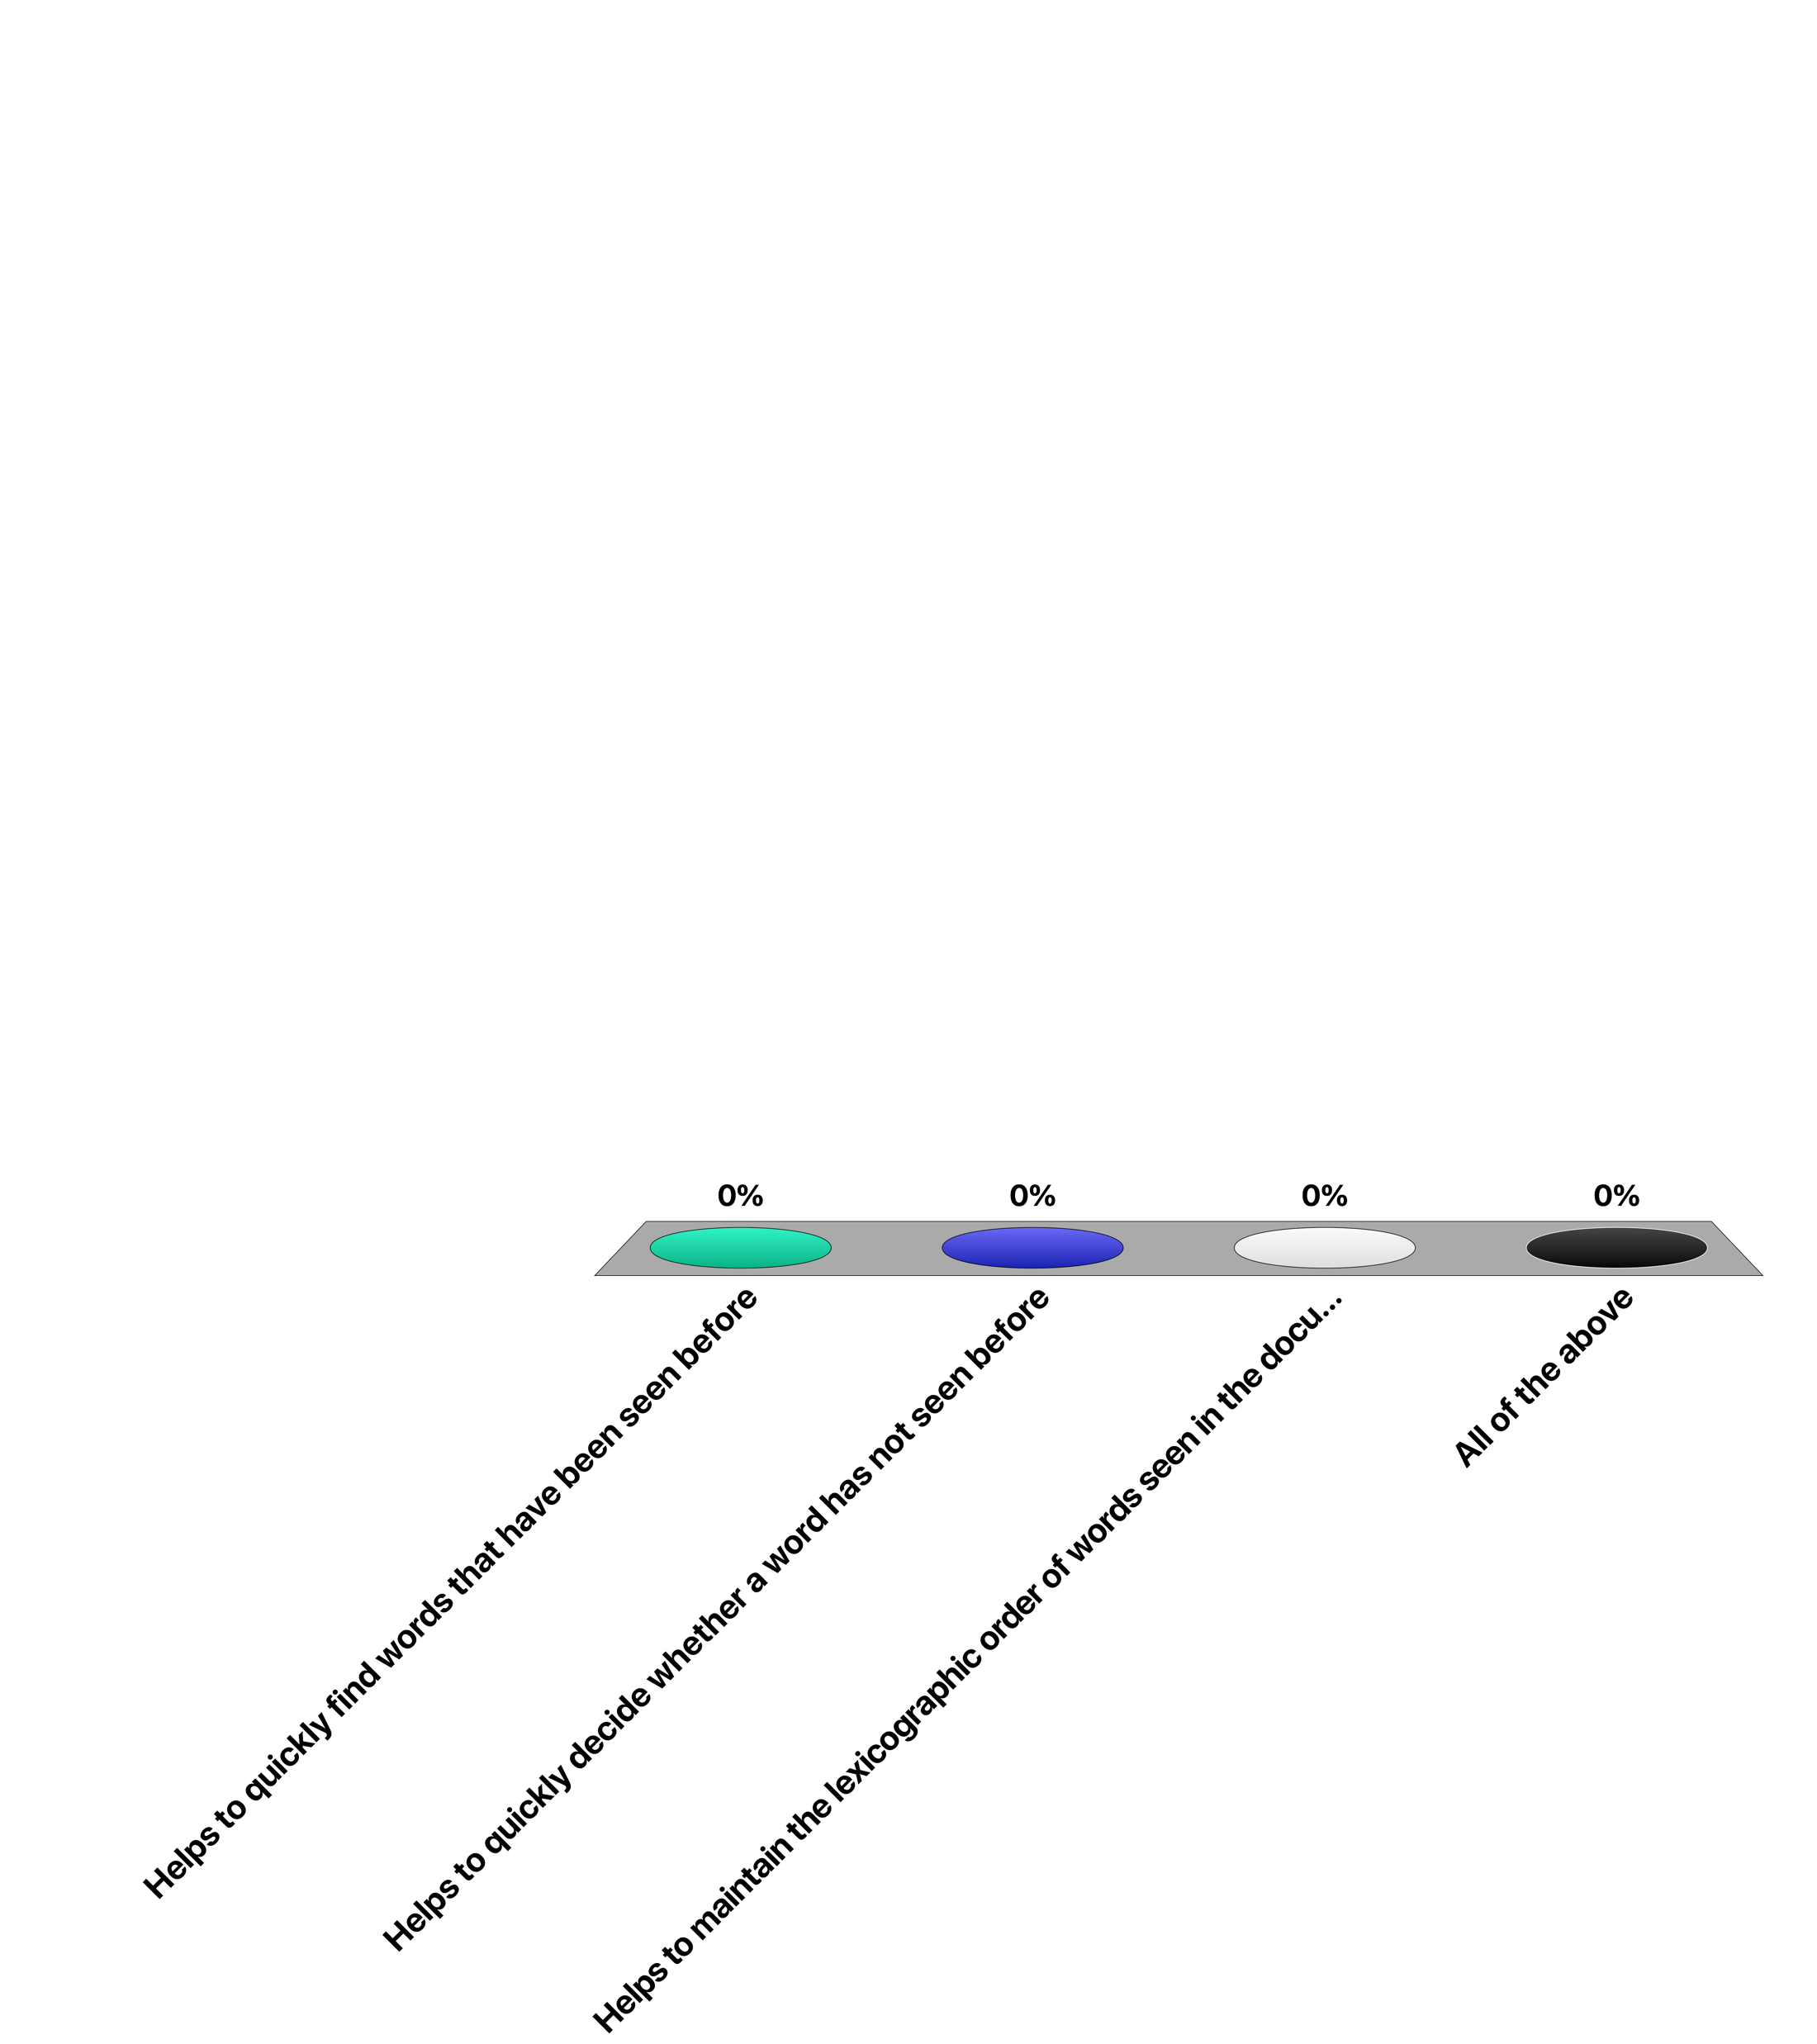 0% 0% 0% 0%
Helps to quickly find words that have been seen before
Helps to quickly decide whether a word has not seen before
Helps to maintain the lexicographic order of words seen in the docu...
All of the above